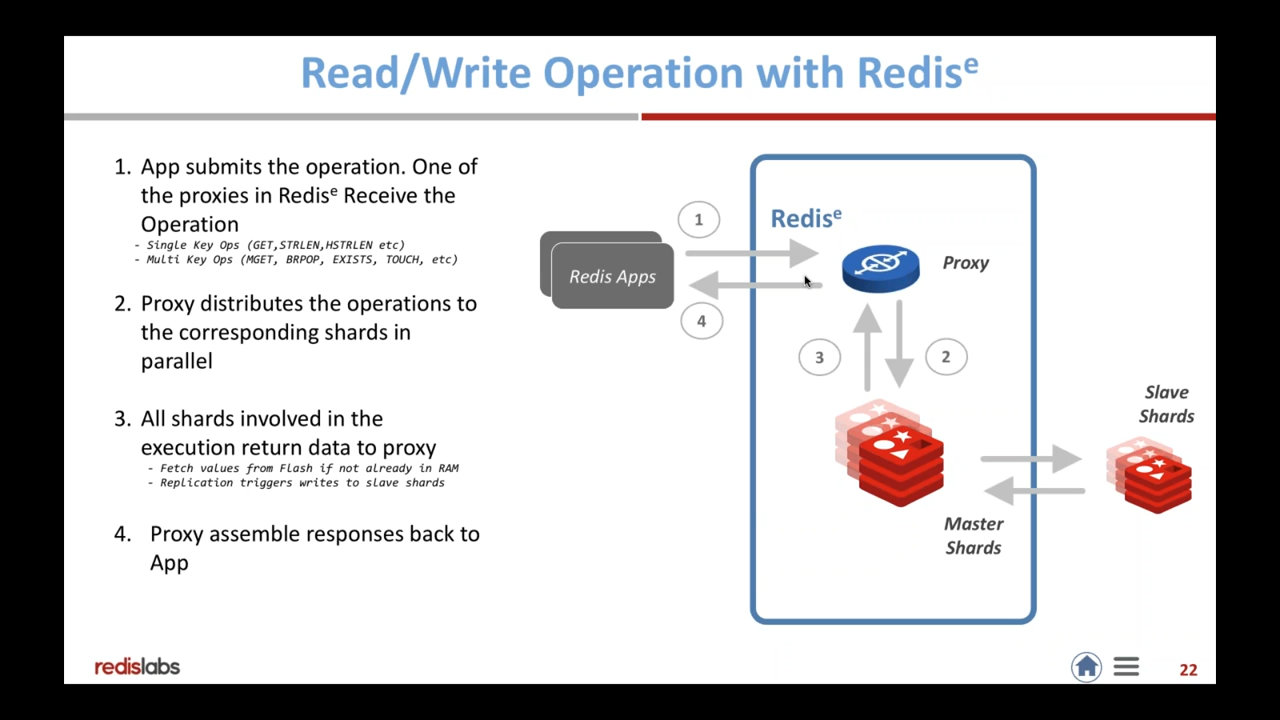 Read/Write Operation with Redisᵉ
1. App submits the operation. One of
the proxies in Redisᵉ Receive the
Operation
- Single Key Ops (GET,STRLEN,HSTRLEN etc)
- Multi Key Ops (MGET, BRPOP, EXISTS, TOUCH, etc)
2. Proxy distributes the operations to
the corresponding shards in
parallel
3. All shards involved in the
execution return data to proxy
- Fetch values from Flash if not already in RAM
- Replication triggers writes to slave shards
4. Proxy assemble responses back to
App
Redis Apps
1
4
Redisᵉ
Proxy
3
2
Master
Shards
Slave
Shards
redislabs
22